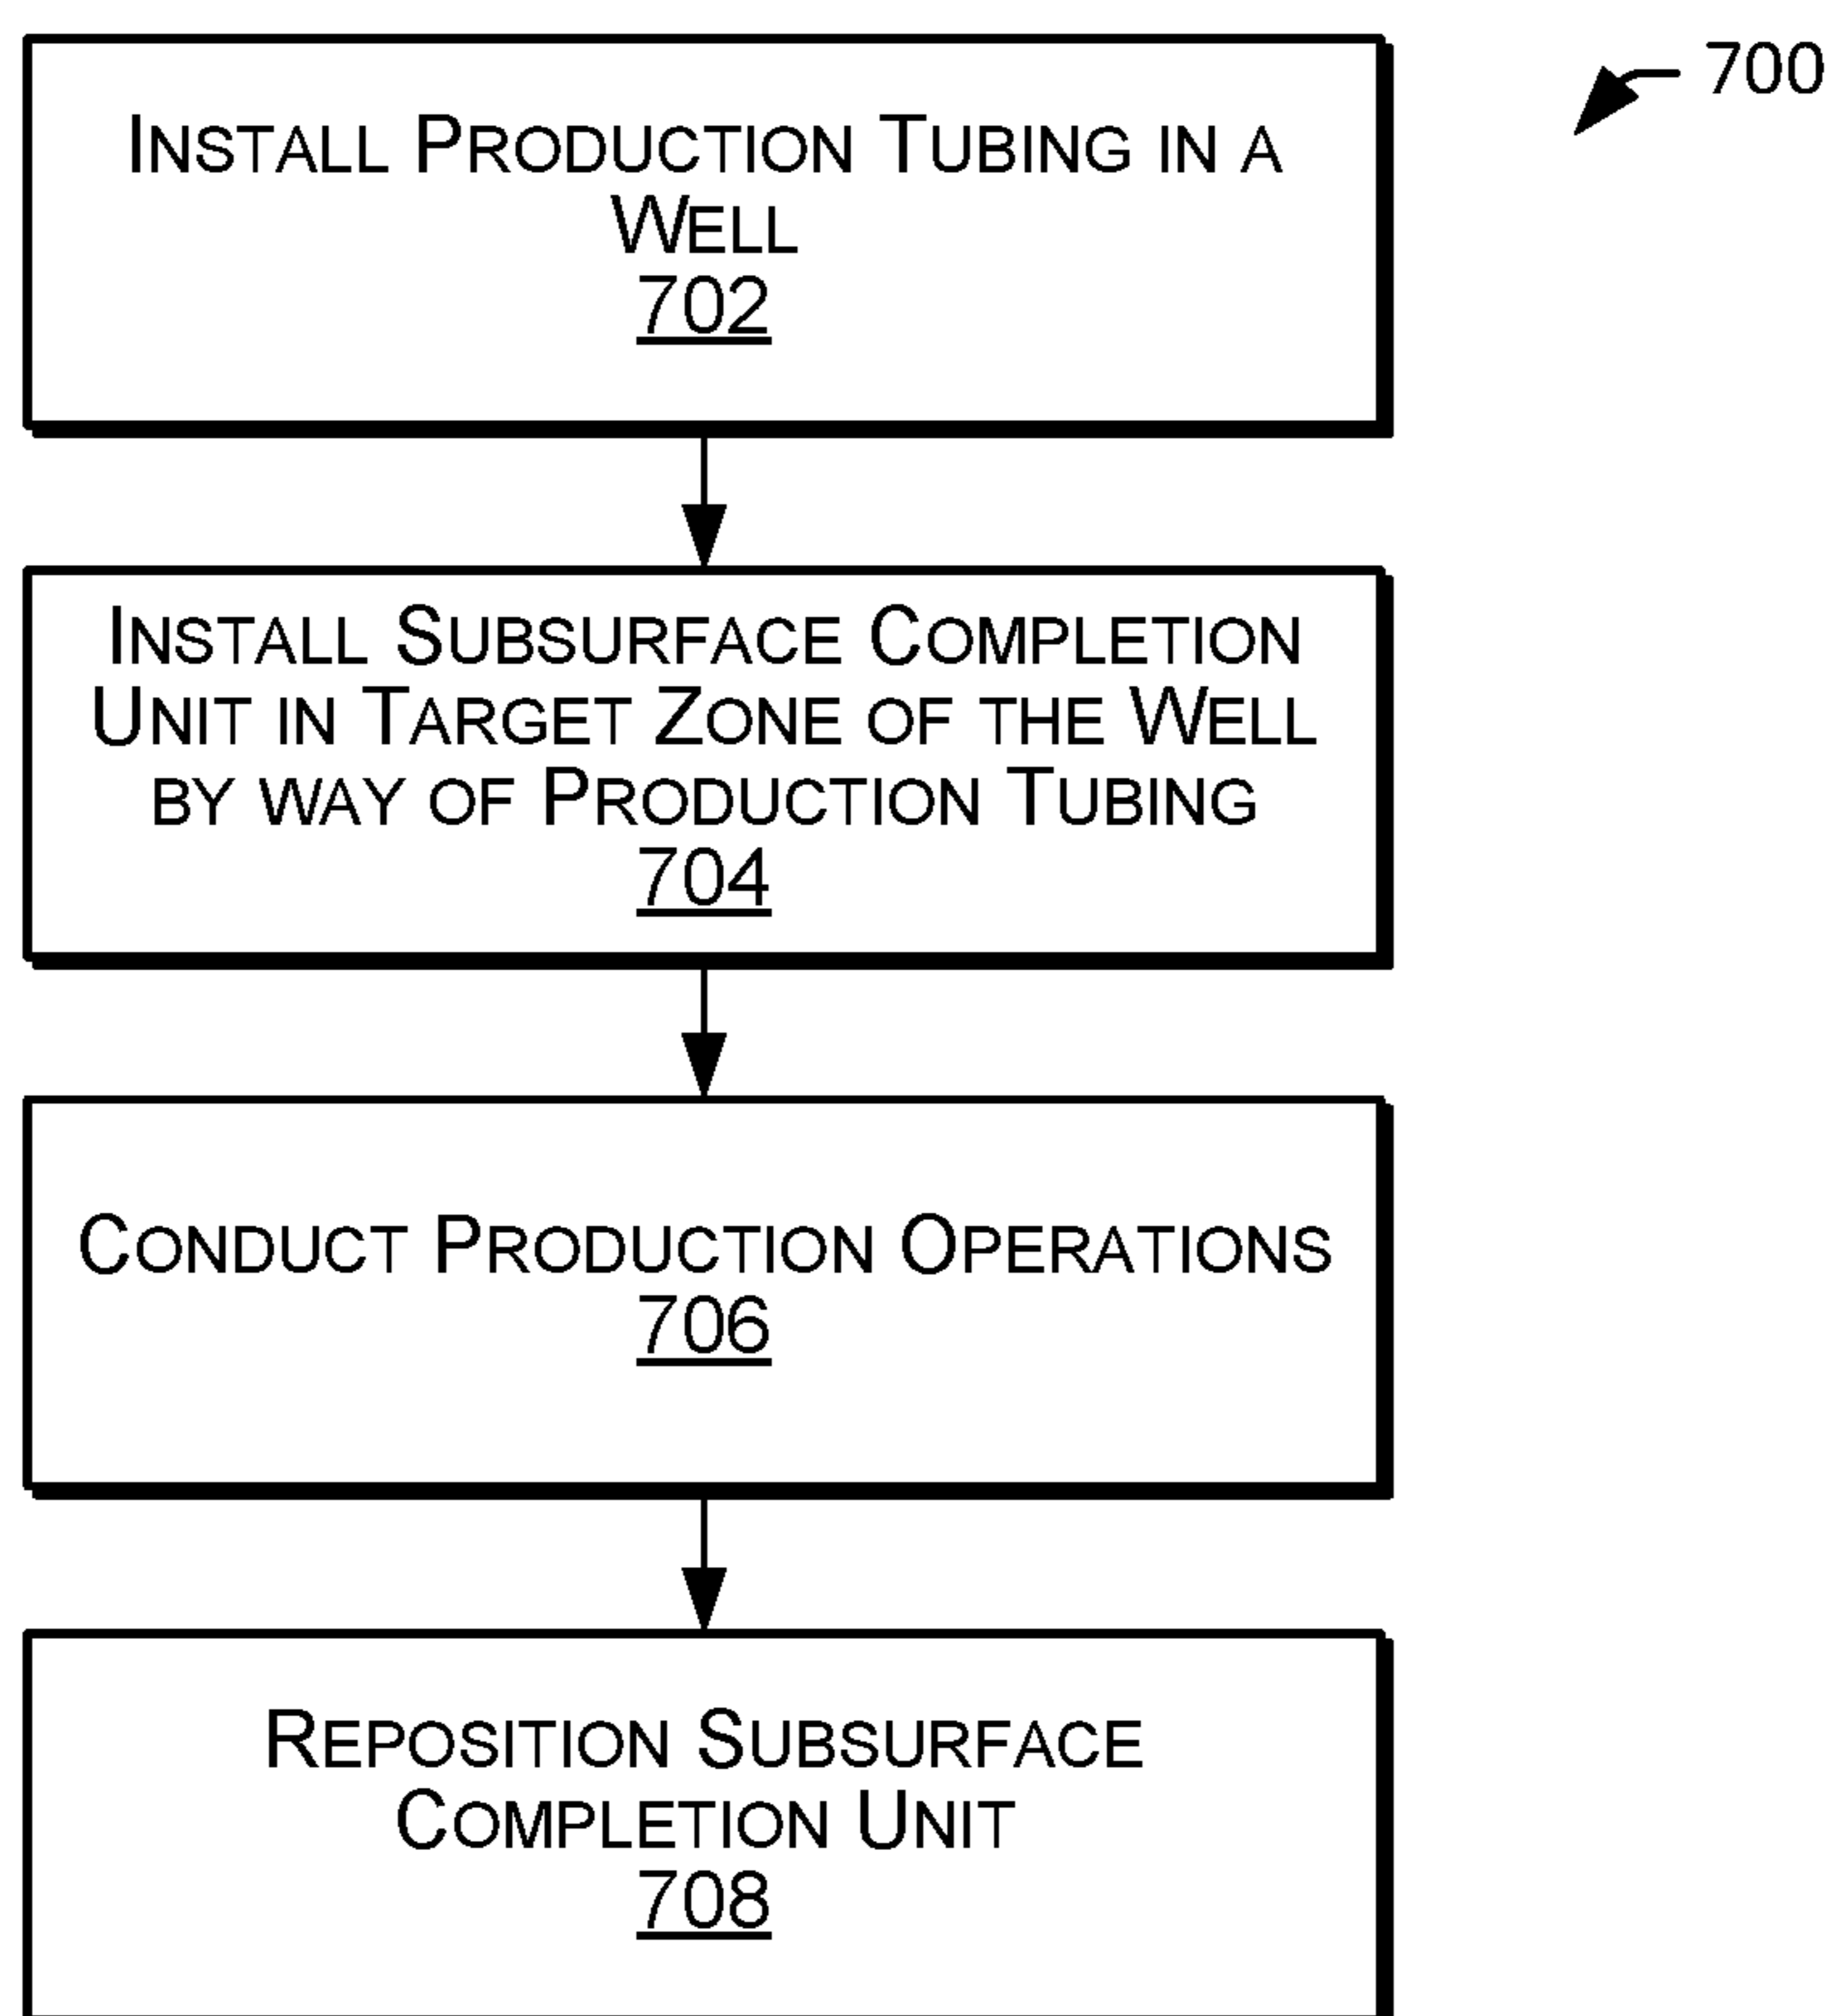 700
INSTALL PRODUCTION TUBING IN A
WELL
702
INSTALL SUBSURFACE COMPLETION
UNIT IN TARGET ZONE OF THE WELL
BY WAY OF PRODUCTION TUBING
704
CONDUCT PRODUCTION OPERATIONS
706
REPOSITION SUBSURFACE
COMPLETION UNIT
708